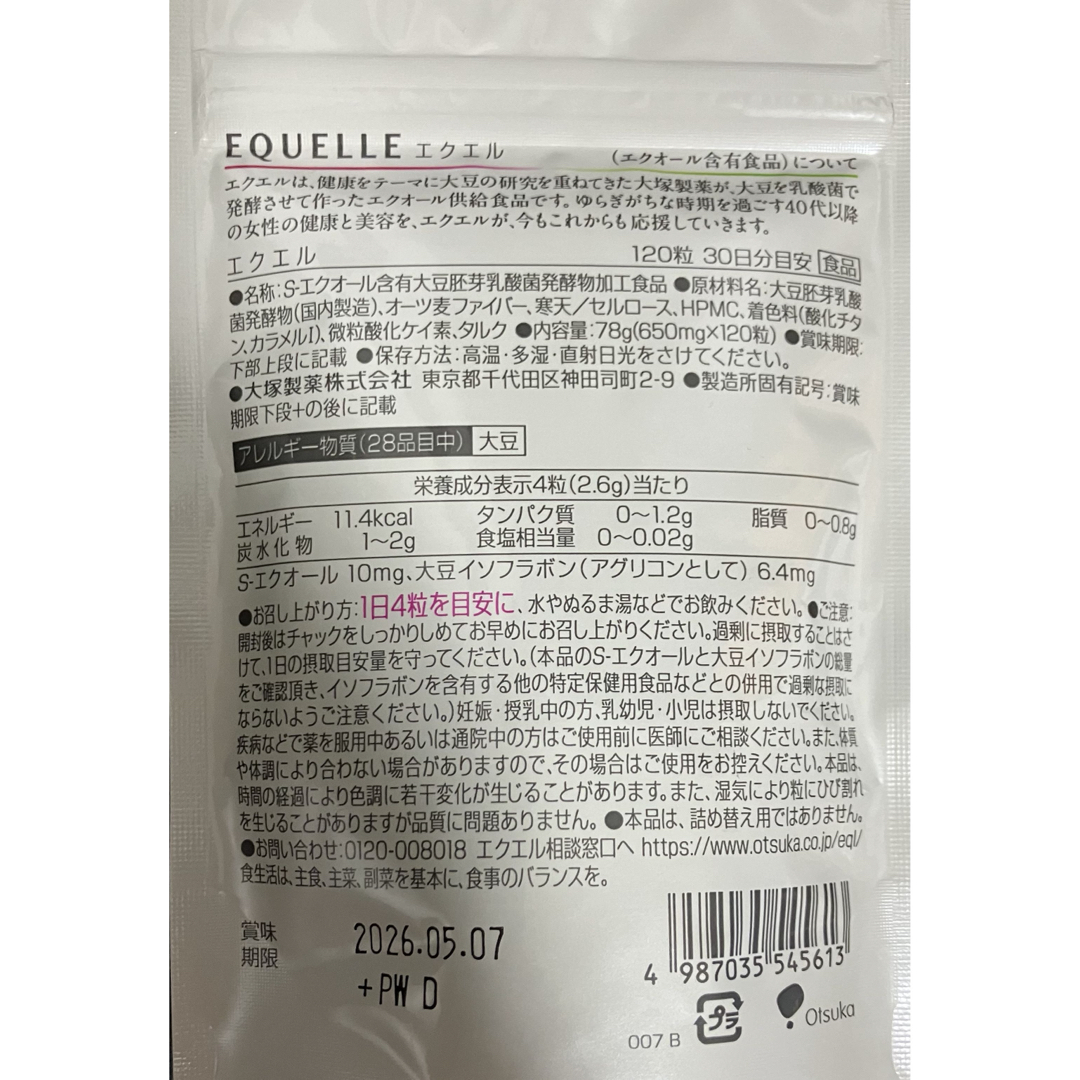 EQUELLE エクエル (エクオール含有食品)について
エクエルは、健康をテーマに大豆の研究を重ねてきた大塚製薬が、大豆を乳酸菌で
発酵させて作ったエクオール供給食品です。ゆらぎがちな時期を過ごす40代以降
の女性の健康と美容を、エクエルが、今もこれからも応援していきます。
エクエル 120粒 30日分目安 食品
●名称:S-エクオール含有大豆胚芽乳酸菌発酵物加工食品 ●原材料名:大豆胚芽乳酸
菌発酵物(国内製造)、オーツ麦ファイバー、寒天/セルロース、HPMC、着色料(酸化チタ
ン、カラメルI)、微粒酸化ケイ素、タルク ●内容量:78g(650mg×120粒) ●賞味期限:
下部上段に記載 ●保存方法:高温・多湿・直射日光をさけてください。
●大塚製薬株式会社 東京都千代田区神田司町2-9 ●製造所固有記号:賞味
期限下段+の後に記載
アレルギー物質(28品目中) 大豆
栄養成分表示4粒(2.6g)当たり
エネルギー 11.4kcal タンパク質 0〜1.2g 脂質 0〜0.8g
炭水化物 1〜2g 食塩相当量 0〜0.02g
S-エクオール 10mg、大豆イソフラボン(アグリコンとして) 6.4mg
●お召し上がり方:1日4粒を目安に、水やぬるま湯などでお飲みください。●ご注意:
開封後はチャックをしっかりしめてお早めにお召し上がりください。過剰に摂取することはさ
けて、1日の摂取目安量を守ってください。(本品のS-エクオールと大豆イソフラボンの総量
をご確認頂き、イソフラボンを含有する他の特定保健用食品などとの併用で過剰な摂取に
ならないようご注意ください。)妊娠・授乳中の方、乳幼児・小児は摂取しないでください。
疾病などで薬を服用中あるいは通院中の方はご使用前に医師にご相談ください。また、体質
や体調により合わない場合がありますので、その場合はご使用をお控えください。本品は、
時間の経過により色調に若干変化が生じることがあります。また、湿気により粒にひび割れ
を生じることがありますが品質に問題ありません。 ●本品は、詰め替え用ではありません。
●お問い合わせ:0120-008018 エクエル相談窓口へ https://www.otsuka.co.jp/eql/
食生活は、主食、主菜、副菜を基本に、食事のバランスを。
賞味
期限
2026.05.07
+PW D
4 987035 545613
プラ
Otsuka
007 B